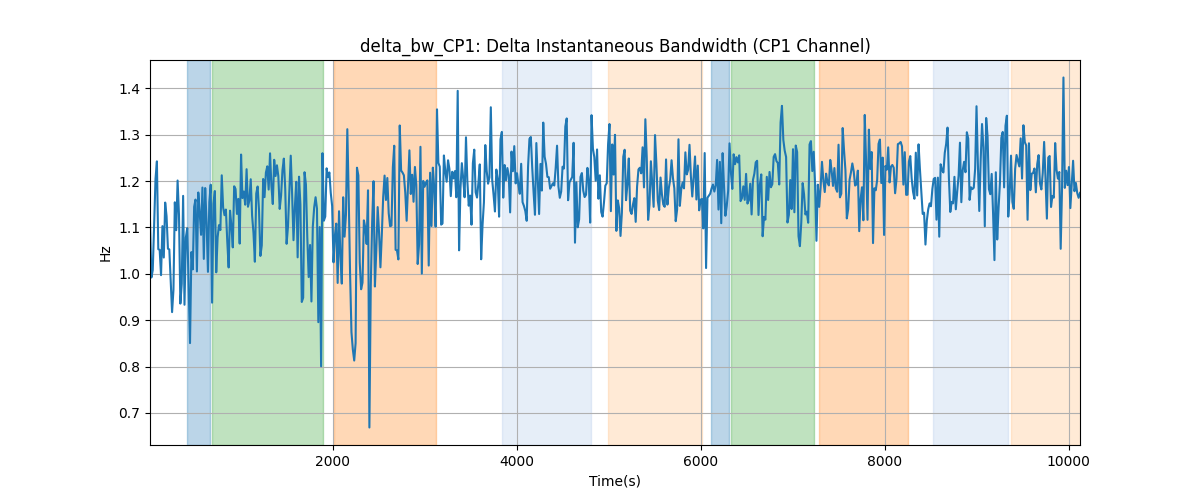 delta_bw_CP1: Delta Instantaneous Bandwidth (CP1 Channel)
1.4
1.3
1.2
1.1
1.0
0.9
0.8
0.7
Hz
2000 4000 6000 8000 10000
Time(s)